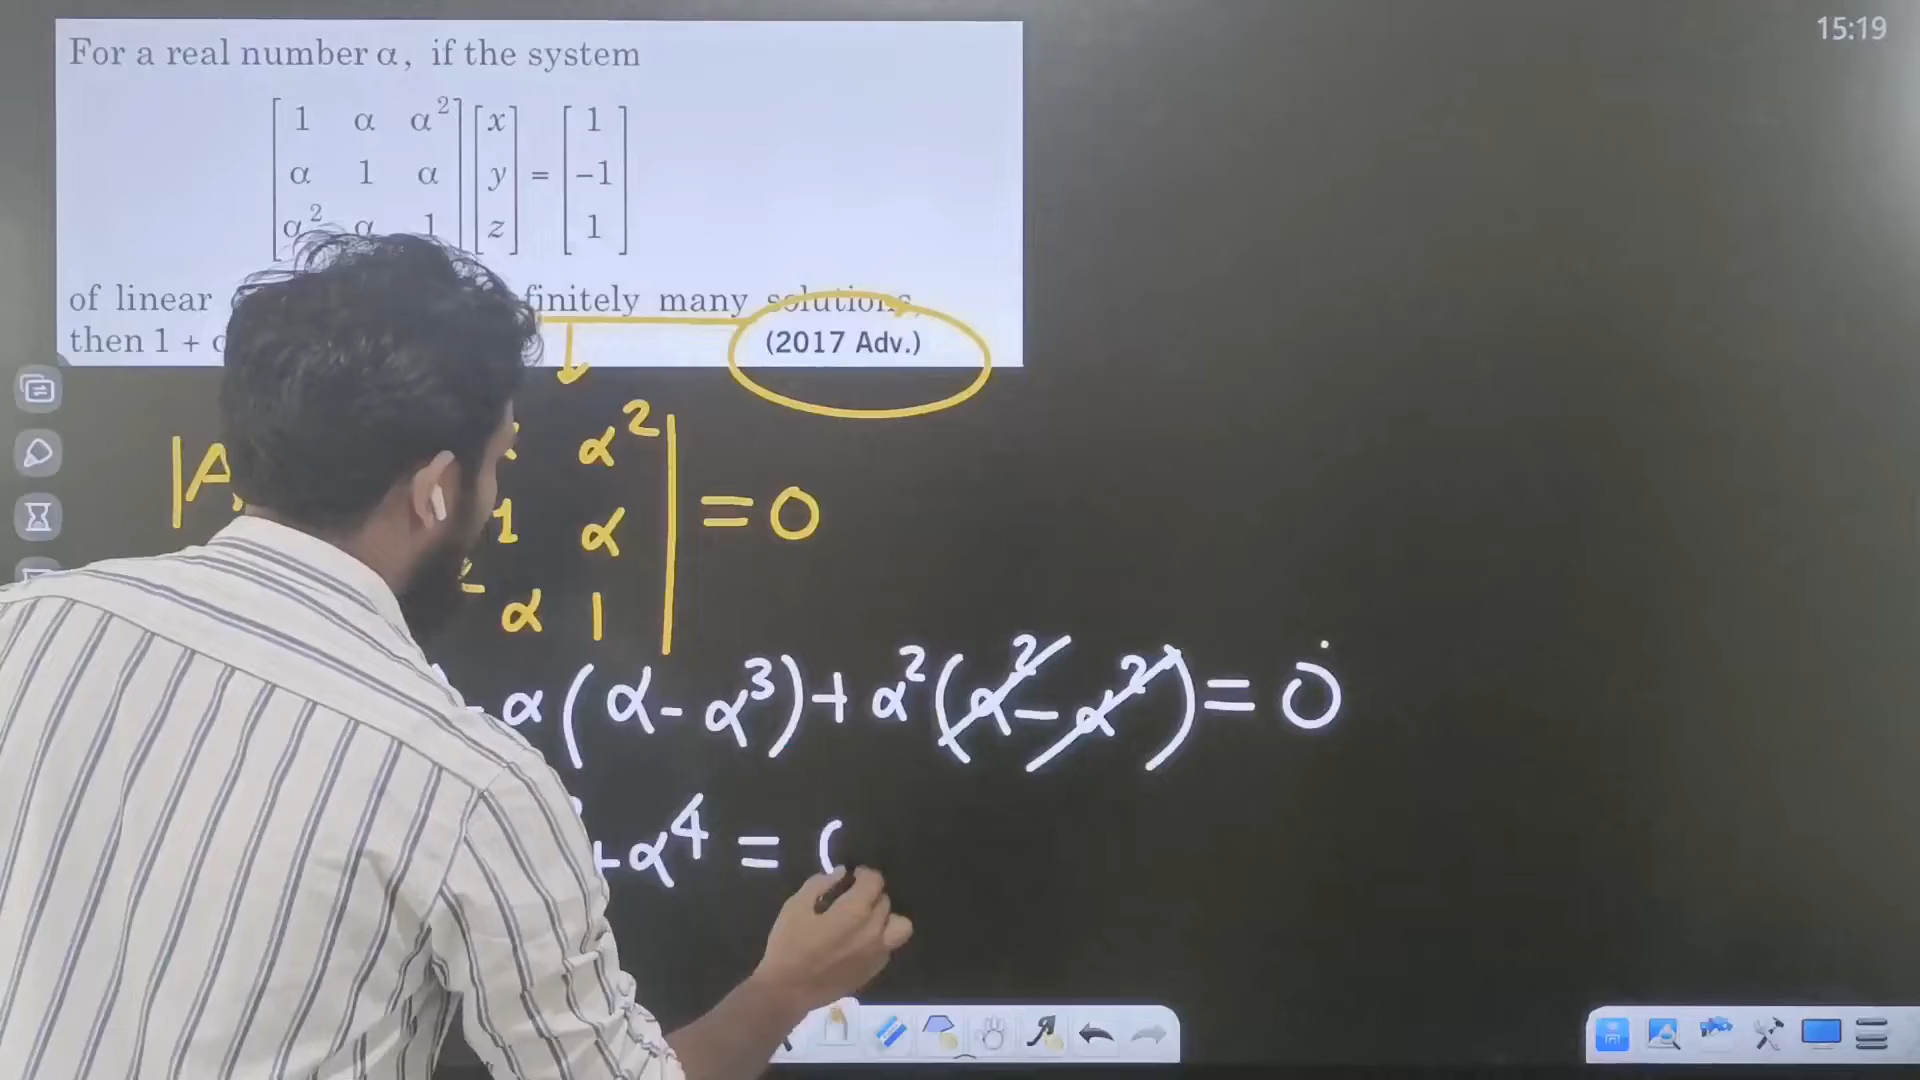 15:19
For a real number α, if the system
[1 α α² [x [1
α 1 α y = −1
α² α 1] z] 1]
of linear finitely many solutions,
then 1 + (2017 Adv.)
|A α²
1 α = 0
α 1|
- α(α - α³) + α²(α² - α²) = 0
+ α⁴ =